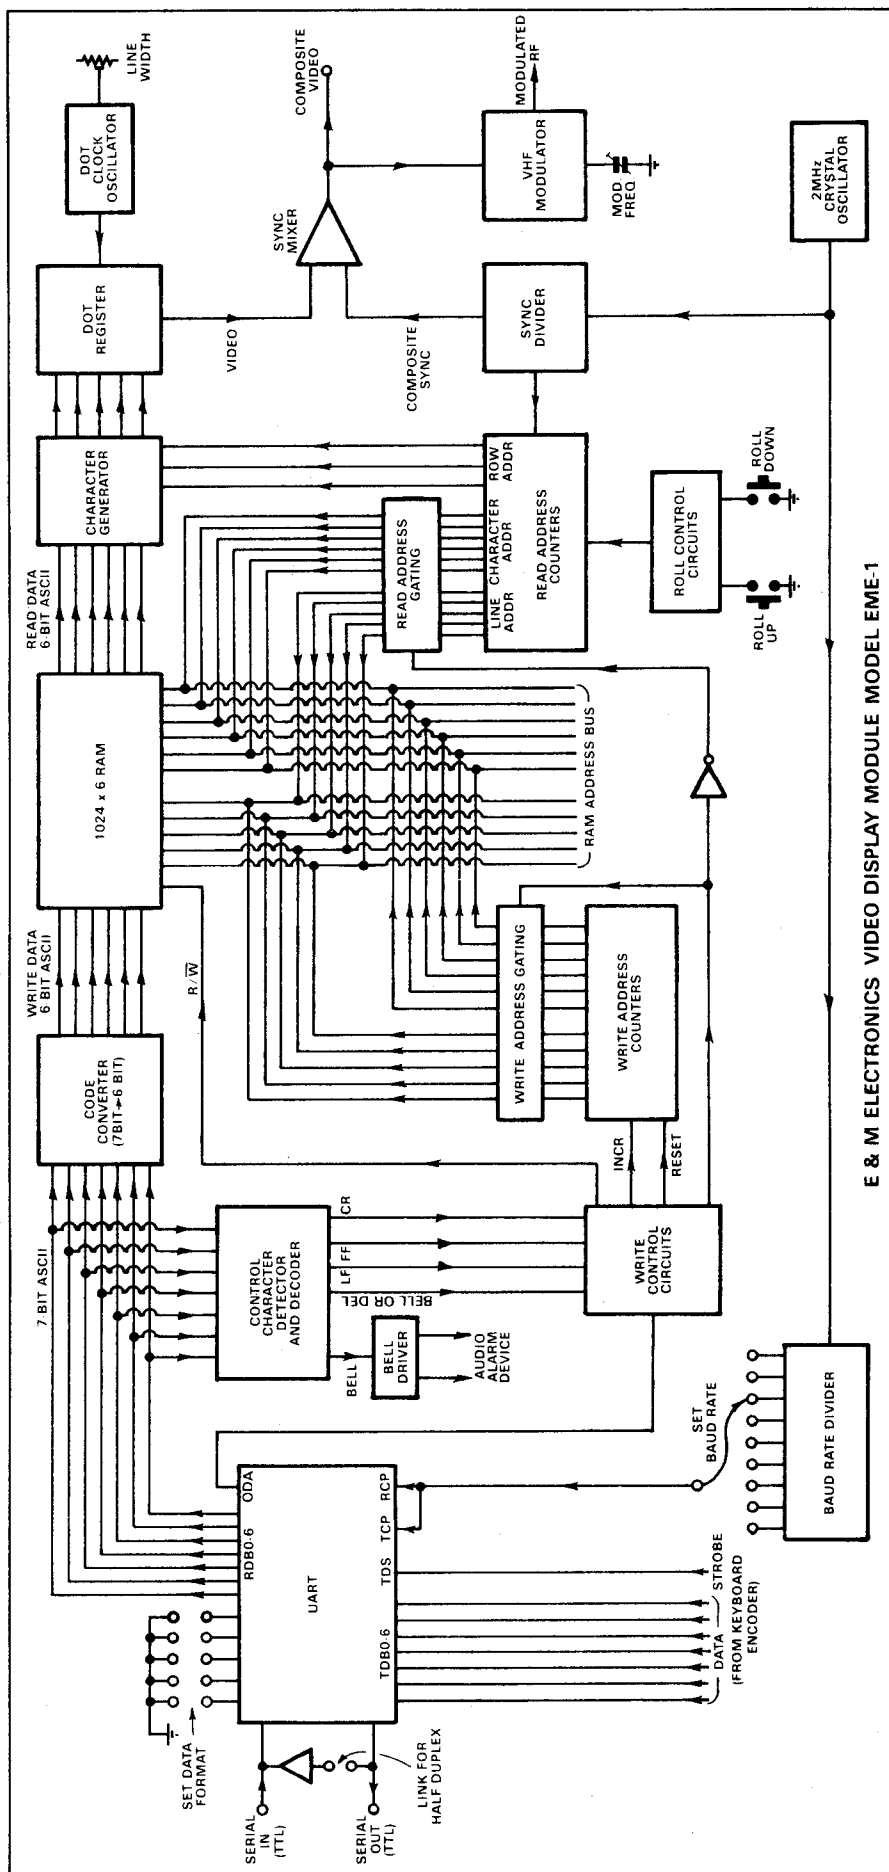 SERIAL
IN
(TTL)
SERIAL
OUT
(TTL)
LINK FOR
HALF DUPLEX
SET DATA
FORMAT
UART
RDB0-6
ODA
TDB0-6
TDS
TCP
RCP
DATA
(FROM KEYBOARD
ENCODER)
STROBE
7-BIT ASCII
CONTROL
CHARACTER
DETECTOR
AND DECODER
BELL
BELL OR DEL
LF
FF
CR
BELL
DRIVER
AUDIO
ALARM
DEVICE
SET
BAUD RATE
BAUD RATE DIVIDER
CODE
CONVERTER
(7BIT→6 BIT)
WRITE DATA
6-BIT ASCII
R/W̅
WRITE
CONTROL
CIRCUITS
INCR
RESET
WRITE ADDRESS GATING
WRITE ADDRESS
COUNTERS
1024 x 6 RAM
RAM ADDRESS BUS
READ DATA
6-BIT ASCII
CHARACTER
GENERATOR
READ ADDRESS
GATING
LINE
ADDR
CHARACTER
ADDR
ROW
ADDR
READ ADDRESS
COUNTERS
ROLL CONTROL
CIRCUITS
ROLL
UP
ROLL
DOWN
DOT
REGISTER
DOT
CLOCK
OSCILLATOR
LINE
WIDTH
VIDEO
COMPOSITE
SYNC
SYNC
MIXER
COMPOSITE
VIDEO
SYNC
DIVIDER
VHF
MODULATOR
MODULATED
RF
MOD
FREQ
2MHz
CRYSTAL
OSCILLATOR
E & M ELECTRONICS VIDEO DISPLAY MODULE MODEL EME-1